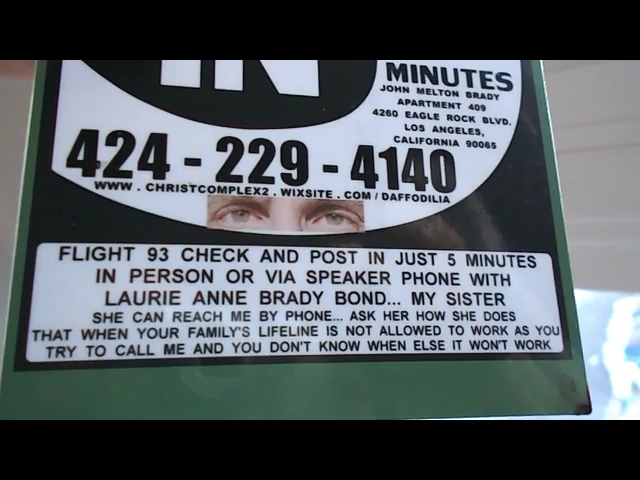 IN
MINUTES
JOHN MELTON BRADY
APARTMENT 409
4260 EAGLE ROCK BLVD.
LOS ANGELES,
CALIFORNIA 90065
424 - 229 - 4140
WWW . CHRISTCOMPLEX2 . WIXSITE . COM / DAFFODILIA
FLIGHT 93 CHECK AND POST IN JUST 5 MINUTES
IN PERSON OR VIA SPEAKER PHONE WITH
LAURIE ANNE BRADY BOND... MY SISTER
SHE CAN REACH ME BY PHONE... ASK HER HOW SHE DOES
THAT WHEN YOUR FAMILY'S LIFELINE IS NOT ALLOWED TO WORK AS YOU
TRY TO CALL ME AND YOU DON'T KNOW WHEN ELSE IT WON'T WORK